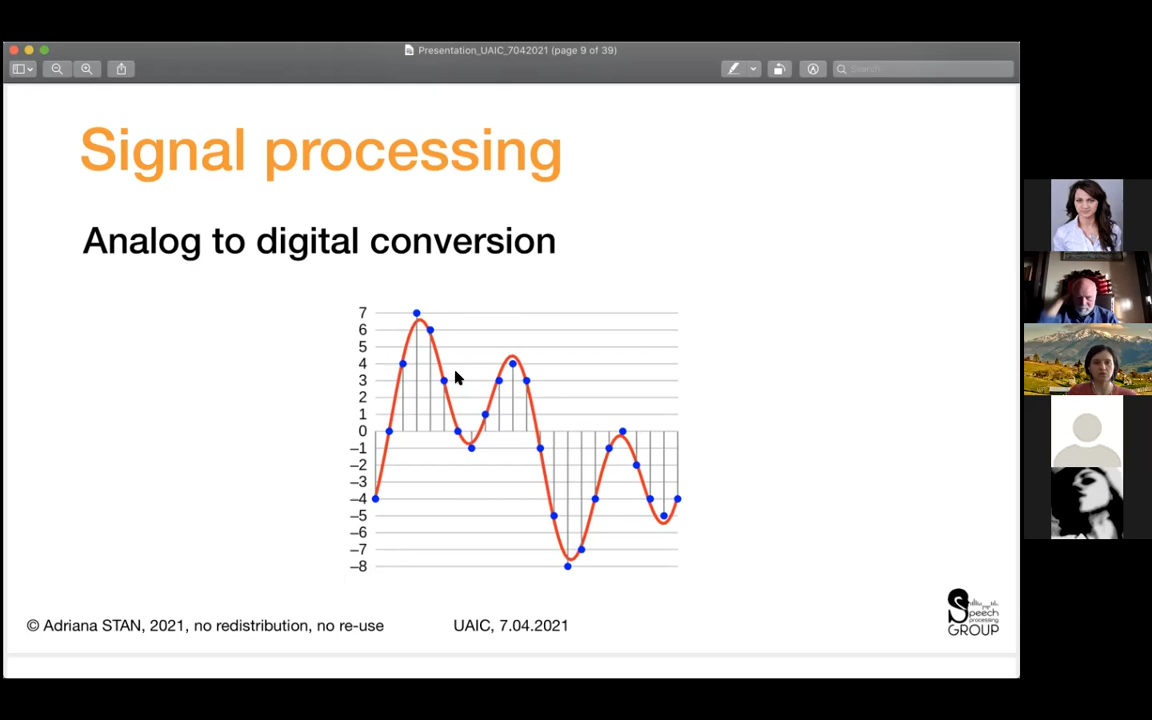 Presentation_UAIC_7042021 (page 9 of 39)
Search
Signal processing
Analog to digital conversion
7
6
5
4
3
2
1
0
–1
–2
–3
–4
–5
–6
–7
–8
© Adriana STAN, 2021, no redistribution, no re-use
UAIC, 7.04.2021
Speech
processing
GROUP